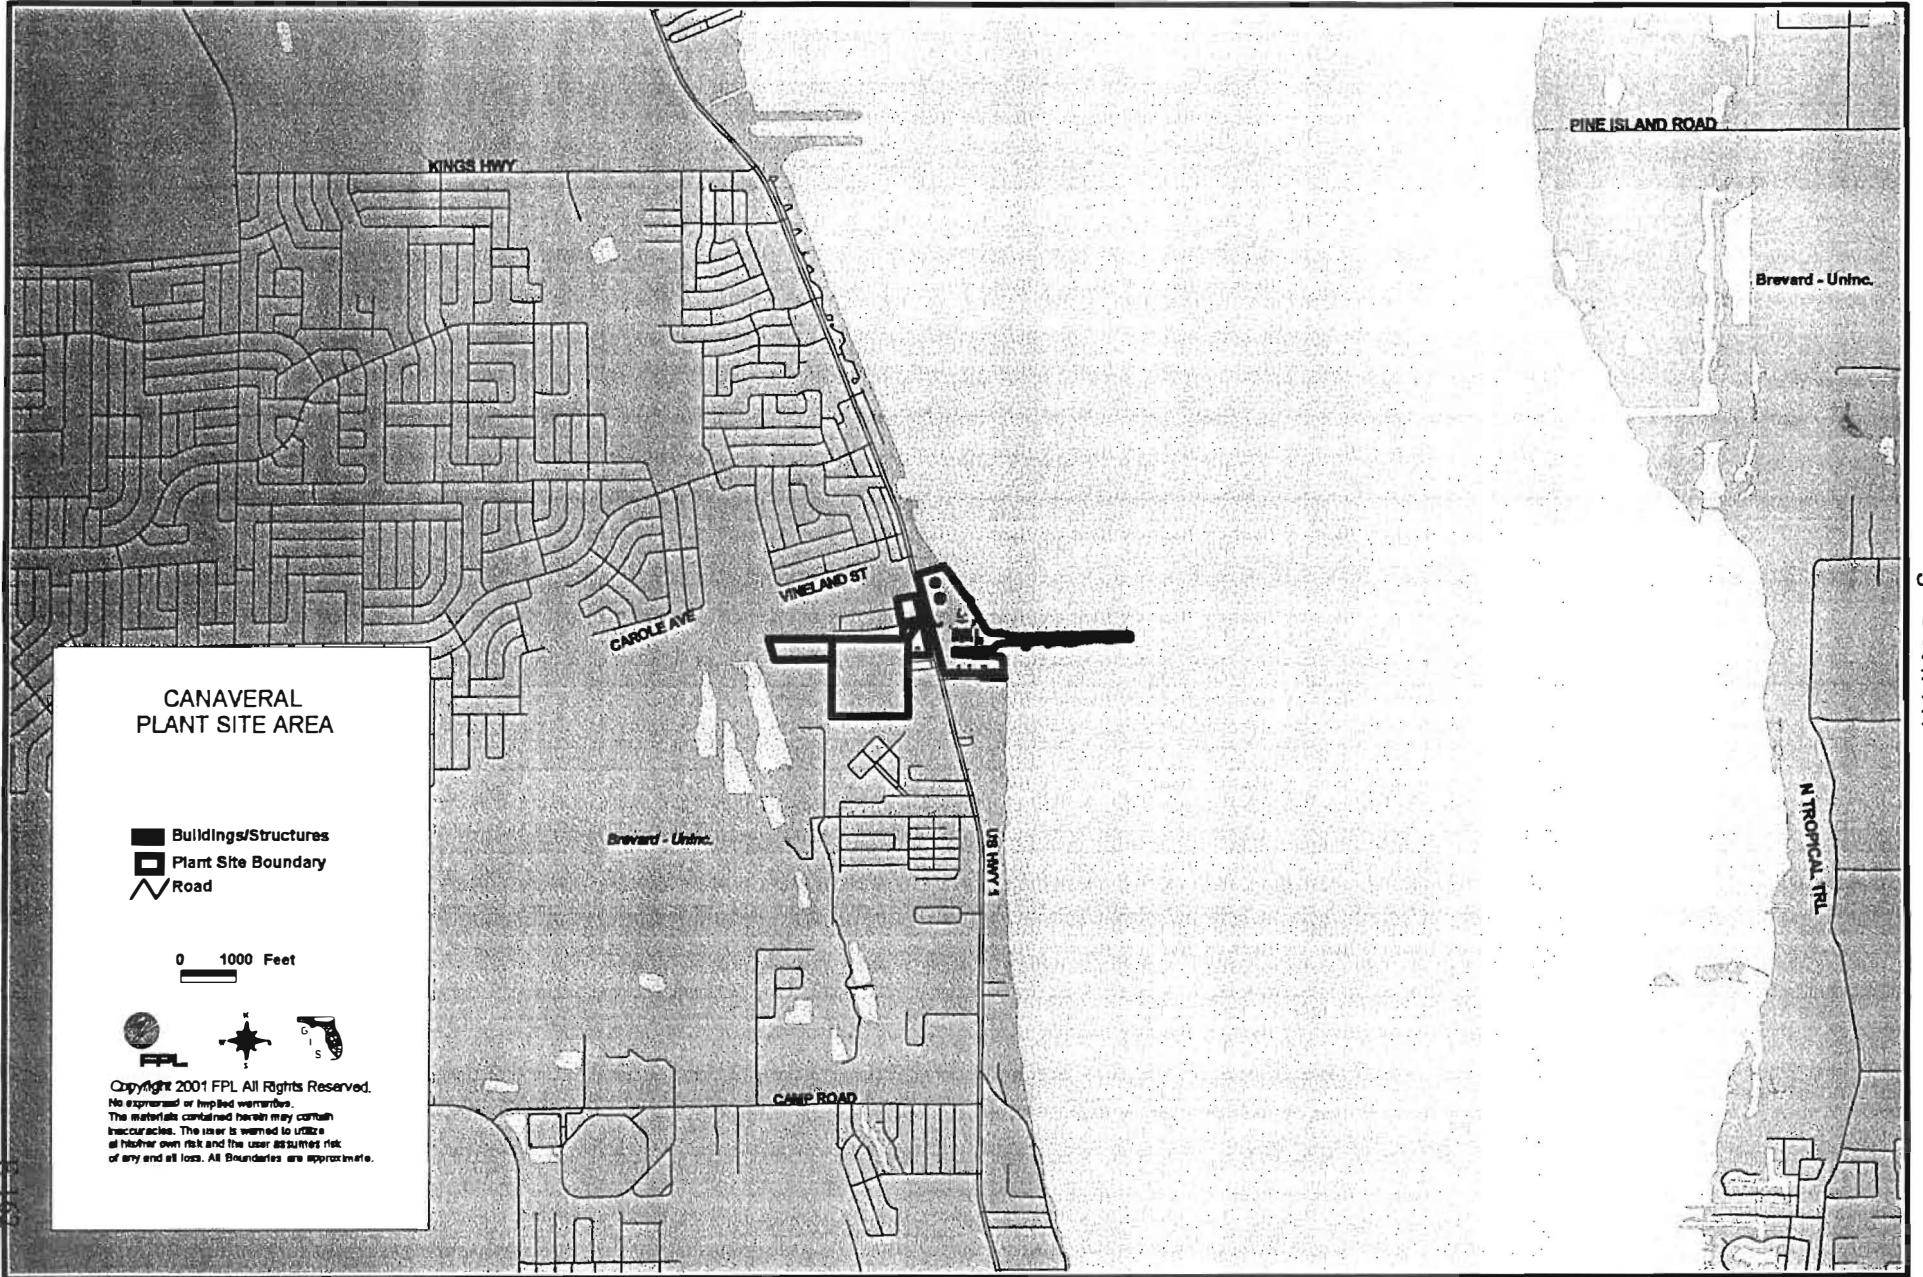 KINGS HWY
PINE ISLAND ROAD
Brevard - Uninc.
VINELAND ST
CAROLE AVE
CANAVERAL
PLANT SITE AREA
Buildings/Structures
Plant Site Boundary
Road
0 1000 Feet
N
W
S
G
I
S
FPL
Copyright 2001 FPL All Rights Reserved.
No expressed or implied warranties.
The materials contained herein may contain
inaccuracies. The user is warned to utilize
at his/her own risk and the user assumes risk
of any and all loss. All Boundaries are approximate.
Brevard - Uninc.
US HWY 1
N TROPICAL TRL
CAMP ROAD